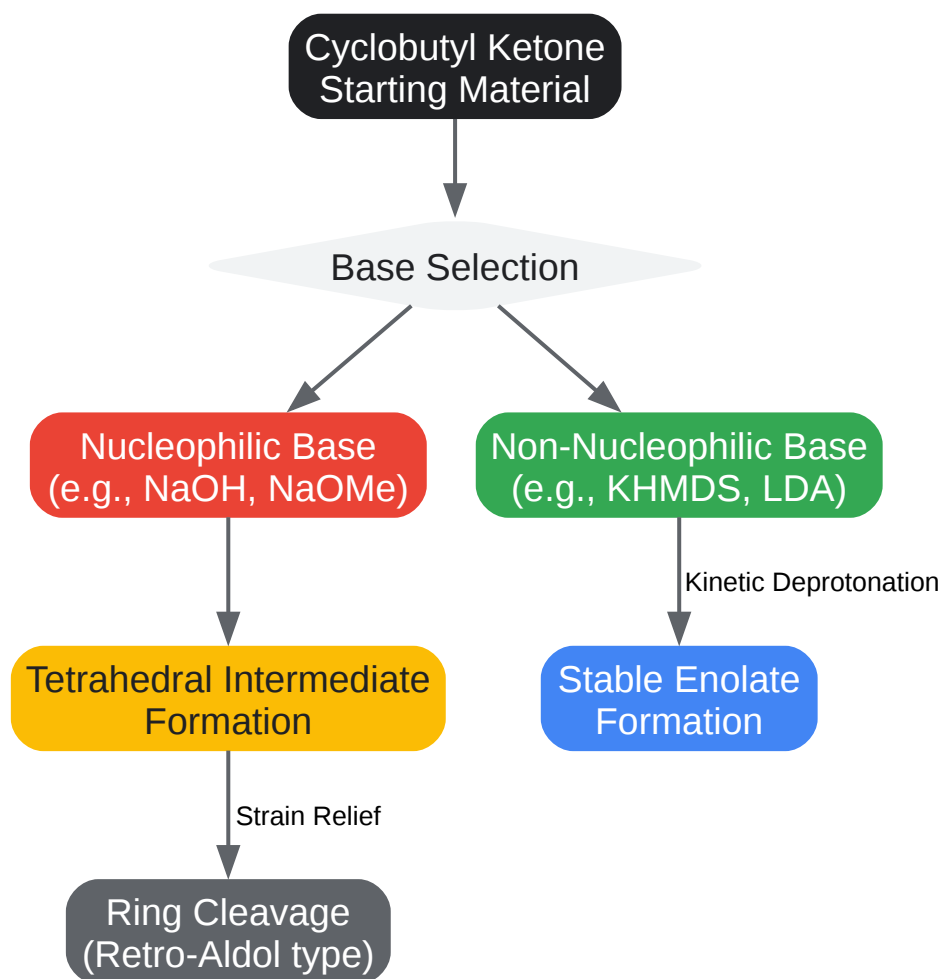 Cyclobutyl Ketone
Starting Material
Base Selection
Nucleophilic Base
(e.g., NaOH, NaOMe)
Non-Nucleophilic Base
(e.g., KHMDS, LDA)
Kinetic Deprotonation
Tetrahedral Intermediate
Formation
Stable Enolate
Formation
Strain Relief
Ring Cleavage
(Retro-Aldol type)